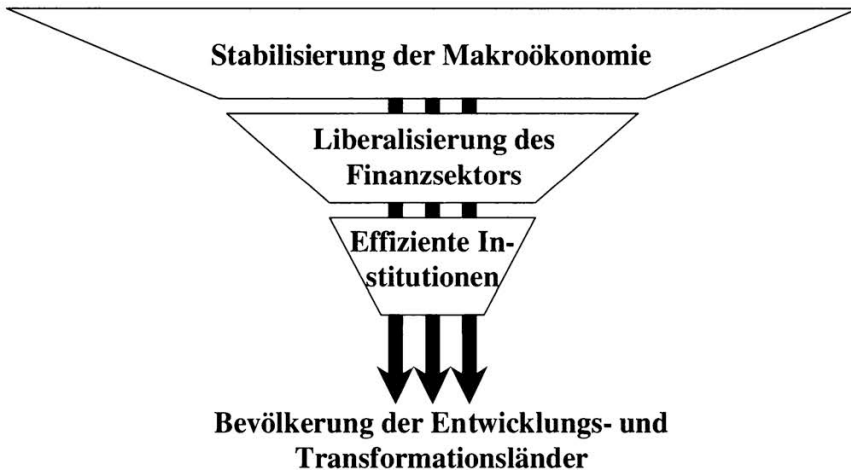 Stabilisierung der Makroökonomie
Liberalisierung des
Finanzsektors
Effiziente In-
stitutionen
Bevölkerung der Entwicklungs- und
Transformationsländer